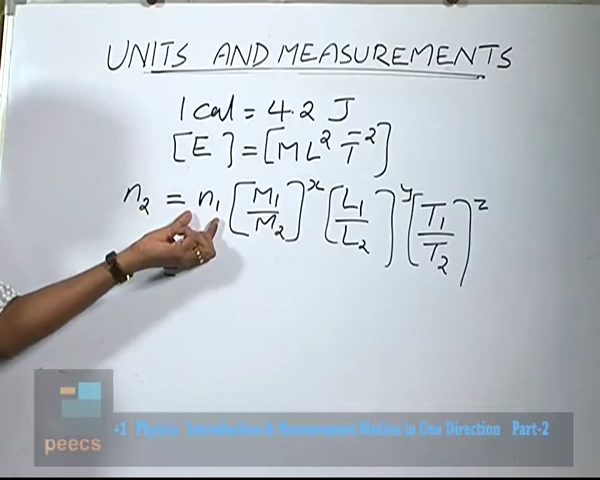 UNITS AND MEASUREMENTS
1 Cal = 4.2 J
[E] = [ML² T⁻²]
n₂ = n₁ [M₁/M₂]ˣ [L₁/L₂]ʸ [T₁/T₂]ᶻ
+1 Physics Introduction & Measurement Motion in One Direction Part-2
peecs